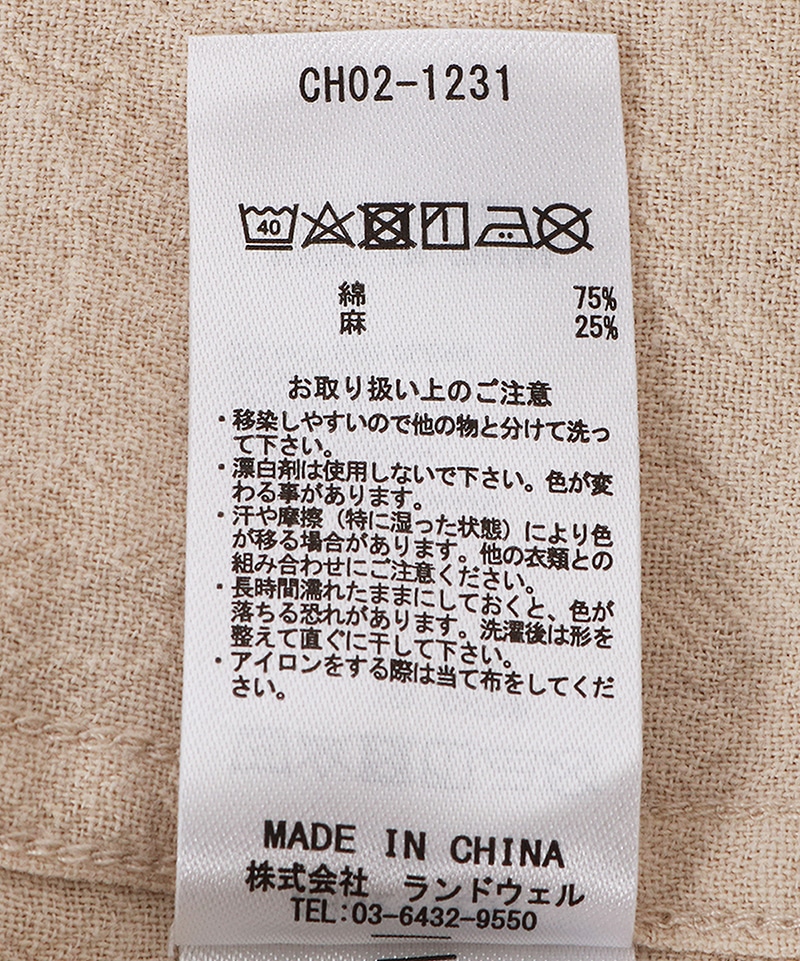 CH02-1231
40
綿 75%
麻 25%
お取り扱い上のご注意
・移染しやすいので他の物と分けて洗っ
て下さい。
・漂白剤は使用しないで下さい。色が変
わる事があります。
・汗や摩擦（特に湿った状態）により色
が移る場合があります。他の衣類との
組み合わせにご注意ください。
・長時間濡れたままにしておくと、色が
落ちる恐れがあります。洗濯後は形を
整えて直ぐに干して下さい。
・アイロンをする際は当て布をしてくだ
さい。
MADE IN CHINA
株式会社 ランドウェル
TEL:03-6432-9550